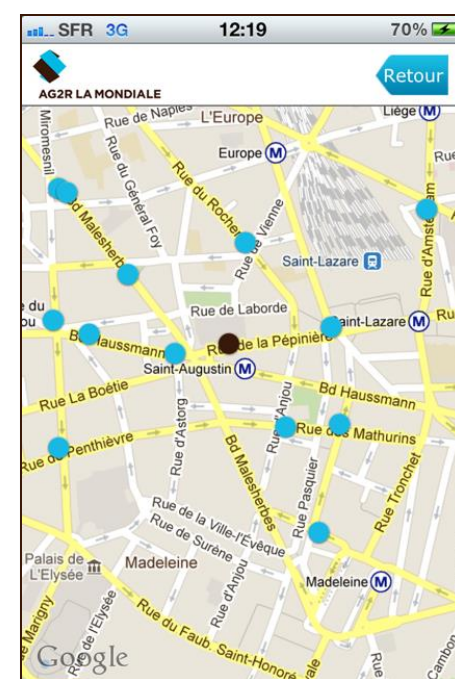 SFR 3G 12:19 70%
AG2R LA MONDIALE
Retour
Rue de Naples
L'Europe
Liège M
Miromesnil
Rue du Général Foy
Europe M
Rue du Rocher
Rue de Vienne
Rue d'Amsterdam
Bd Malesherb
Saint-Lazare
Rue de Laborde
Saint-Lazare M
Bd Haussmann
Rue de la Pépinière
Saint-Augustin M
Rue La Boétie
Bd Haussmann
Rue d'Astorg
Rue d'Anjou
Rue des Mathurins
Rue de Penthièvre
Bd Malesherbes
Rue Pasquier
Rue Tronchet
Rue de la Ville-l'Évêque
Rue de Surène
Palais de
L'Elysée
Madeleine
Rue d'Anjou
Madeleine M
Rue de l'Elysée
Rue du Faub. Saint-Honoré
de Marigny
Cambon
Rue
Google